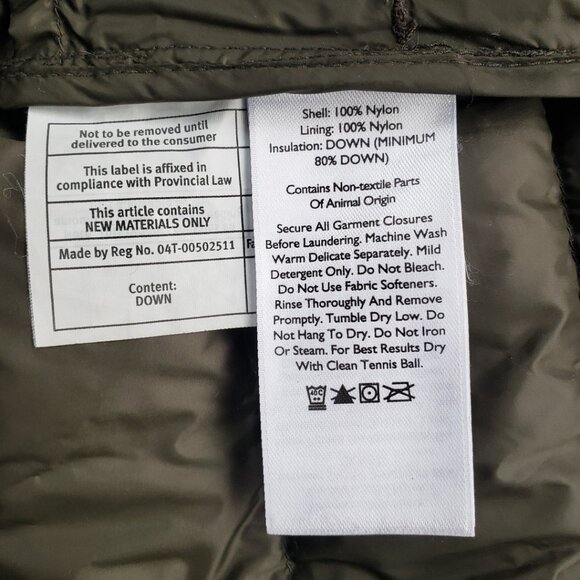 Not to be removed until
delivered to the consumer
This label is affixed in
compliance with Provincial Law
This article contains
NEW MATERIALS ONLY
Made by Reg No. 04T-00502511
Content:
DOWN
Shell: 100% Nylon
Lining: 100% Nylon
Insulation: DOWN (MINIMUM
80% DOWN)
Contains Non-textile Parts
Of Animal Origin
Secure All Garment Closures
Before Laundering. Machine Wash
Warm Delicate Separately. Mild
Detergent Only. Do Not Bleach.
Do Not Use Fabric Softeners.
Rinse Thoroughly And Remove
Promptly. Tumble Dry Low. Do
Not Hang To Dry. Do Not Iron
Or Steam. For Best Results Dry
With Clean Tennis Ball.
40C